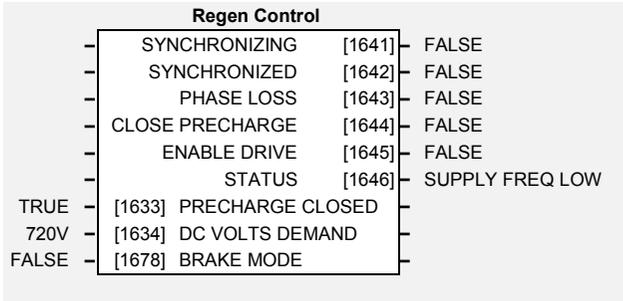 Regen Control
SYNCHRONIZING [1641] FALSE
SYNCHRONIZED [1642] FALSE
PHASE LOSS [1643] FALSE
CLOSE PRECHARGE [1644] FALSE
ENABLE DRIVE [1645] FALSE
STATUS [1646] SUPPLY FREQ LOW
TRUE [1633] PRECHARGE CLOSED
720V [1634] DC VOLTS DEMAND
FALSE [1678] BRAKE MODE